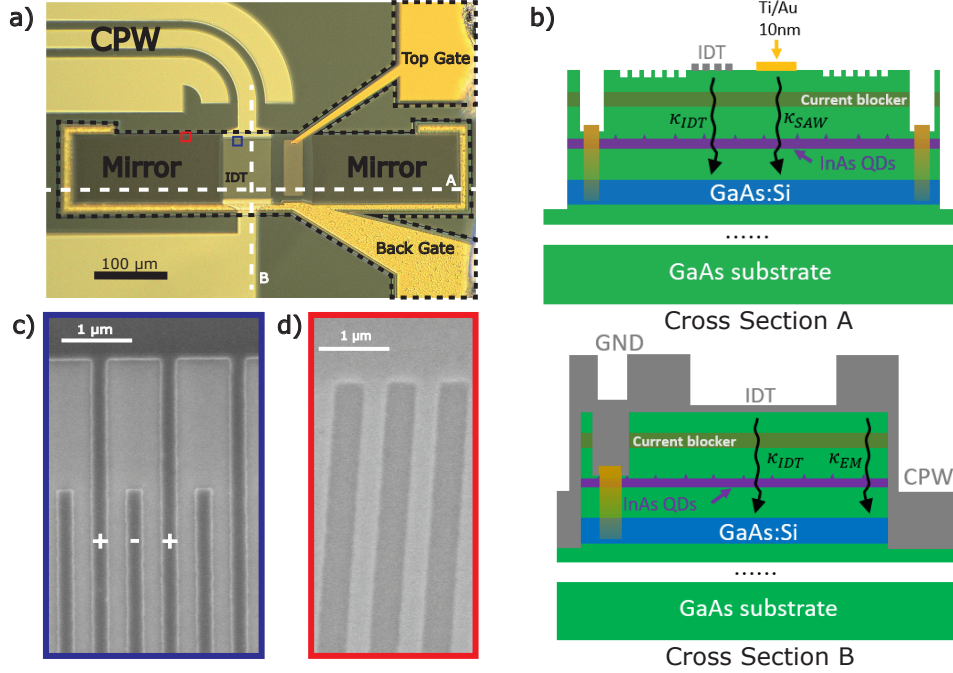 a)
CPW
Top Gate
Mirror
IDT
Mirror
A
Back Gate
100 µm
B
b)
Ti/Au
10nm
IDT
Current blocker
κIDT
κSAW
InAs QDs
GaAs:Si
......
GaAs substrate
Cross Section A
c)
1 µm
+ - +
d)
1 µm
GND
IDT
Current blocker
κIDT
κEM
CPW
InAs QDs
GaAs:Si
......
GaAs substrate
Cross Section B